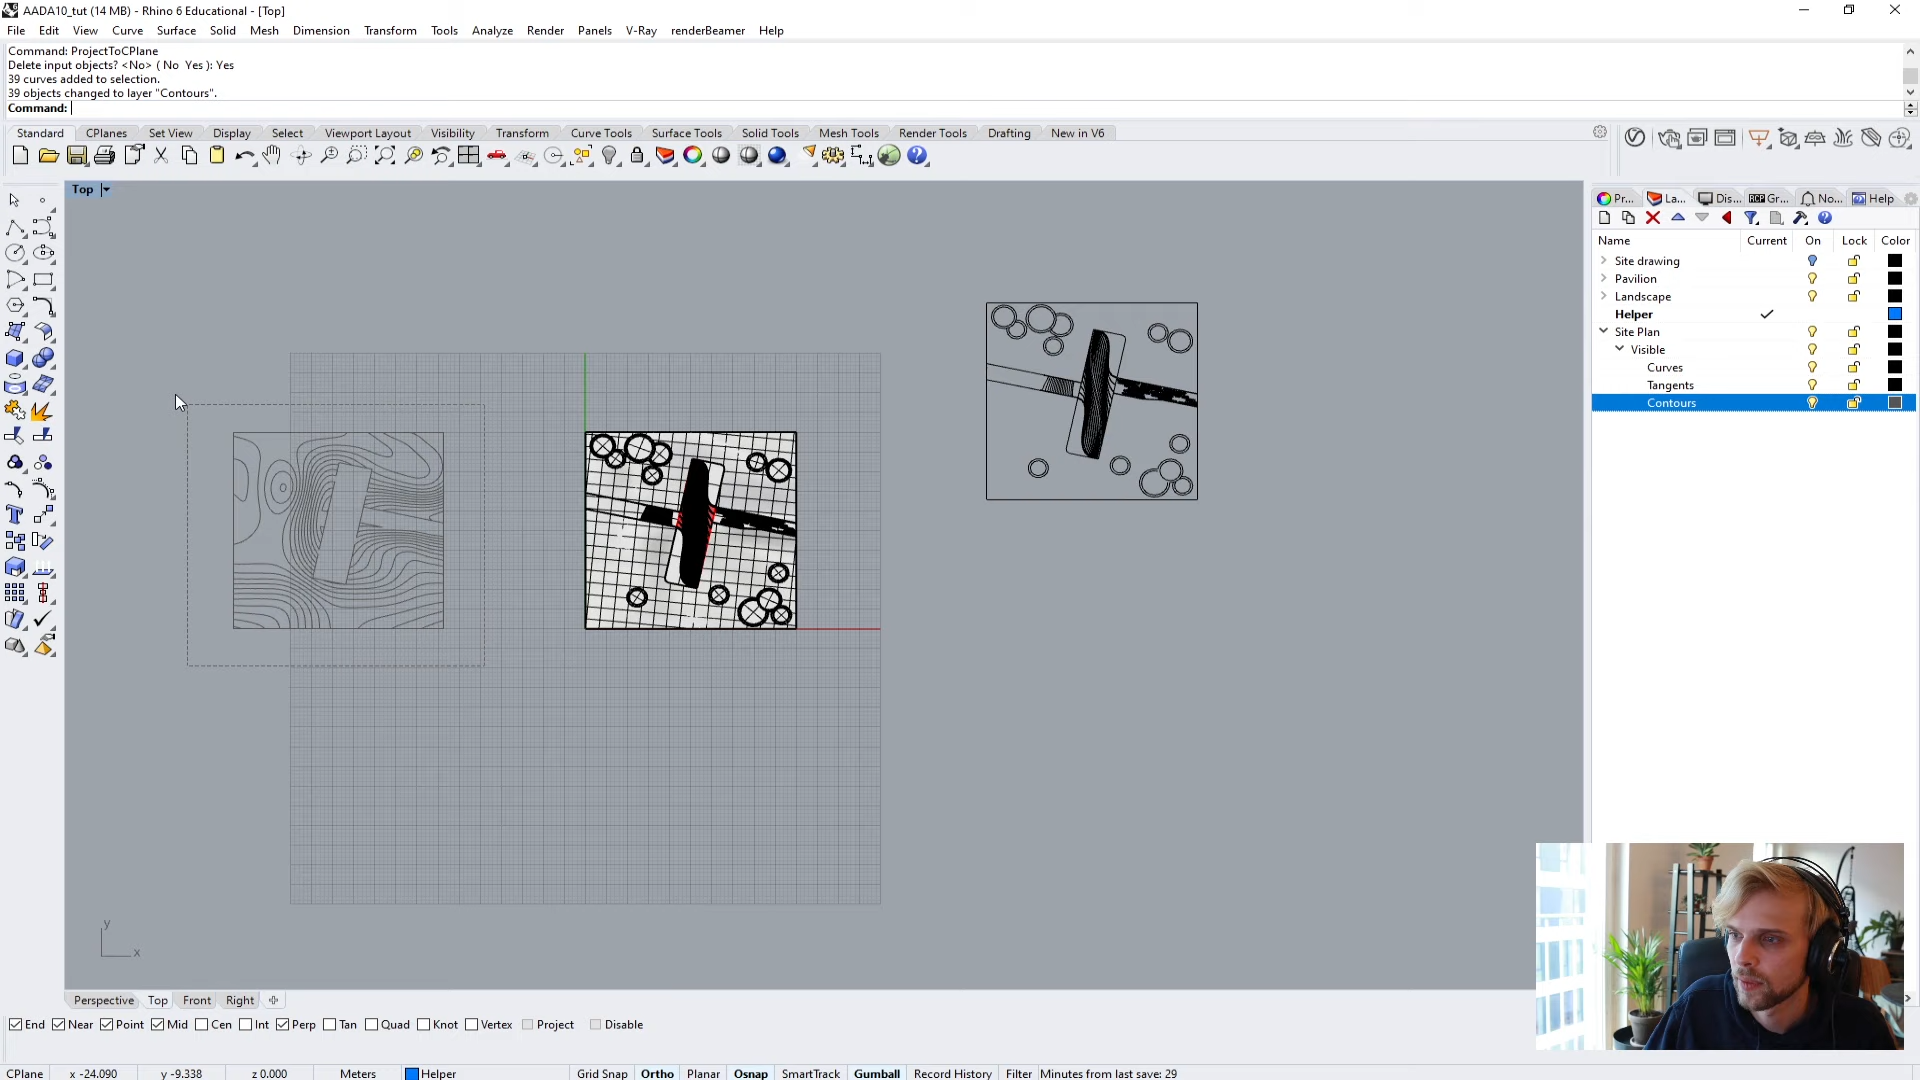 AADA10_tut (14 MB) - Rhino 6 Educational - [Top]
File Edit View Curve Surface Solid Mesh Dimension Transform Tools Analyze Render Panels V-Ray renderBeamer Help
Command: ProjectToCPlane
Delete input objects? <No> ( No Yes ): Yes
39 curves added to selection.
39 objects changed to layer "Contours".
Command:
Standard CPlanes Set View Display Select Viewport Layout Visibility Transform Curve Tools Surface Tools Solid Tools Mesh Tools Render Tools Drafting New in V6
Top
Pr... La... Dis... Gr... No... Help
Name Current On Lock Color
Site drawing
Pavilion
Landscape
Helper
Site Plan
Visible
Curves
Tangents
Contours
y
x
Perspective Top Front Right
End Near Point Mid Cen Int Perp Tan Quad Knot Vertex Project Disable
CPlane x -24.090 y -9.338 z 0.000 Meters Helper Grid Snap Ortho Planar Osnap SmartTrack Gumball Record History Filter Minutes from last save: 29